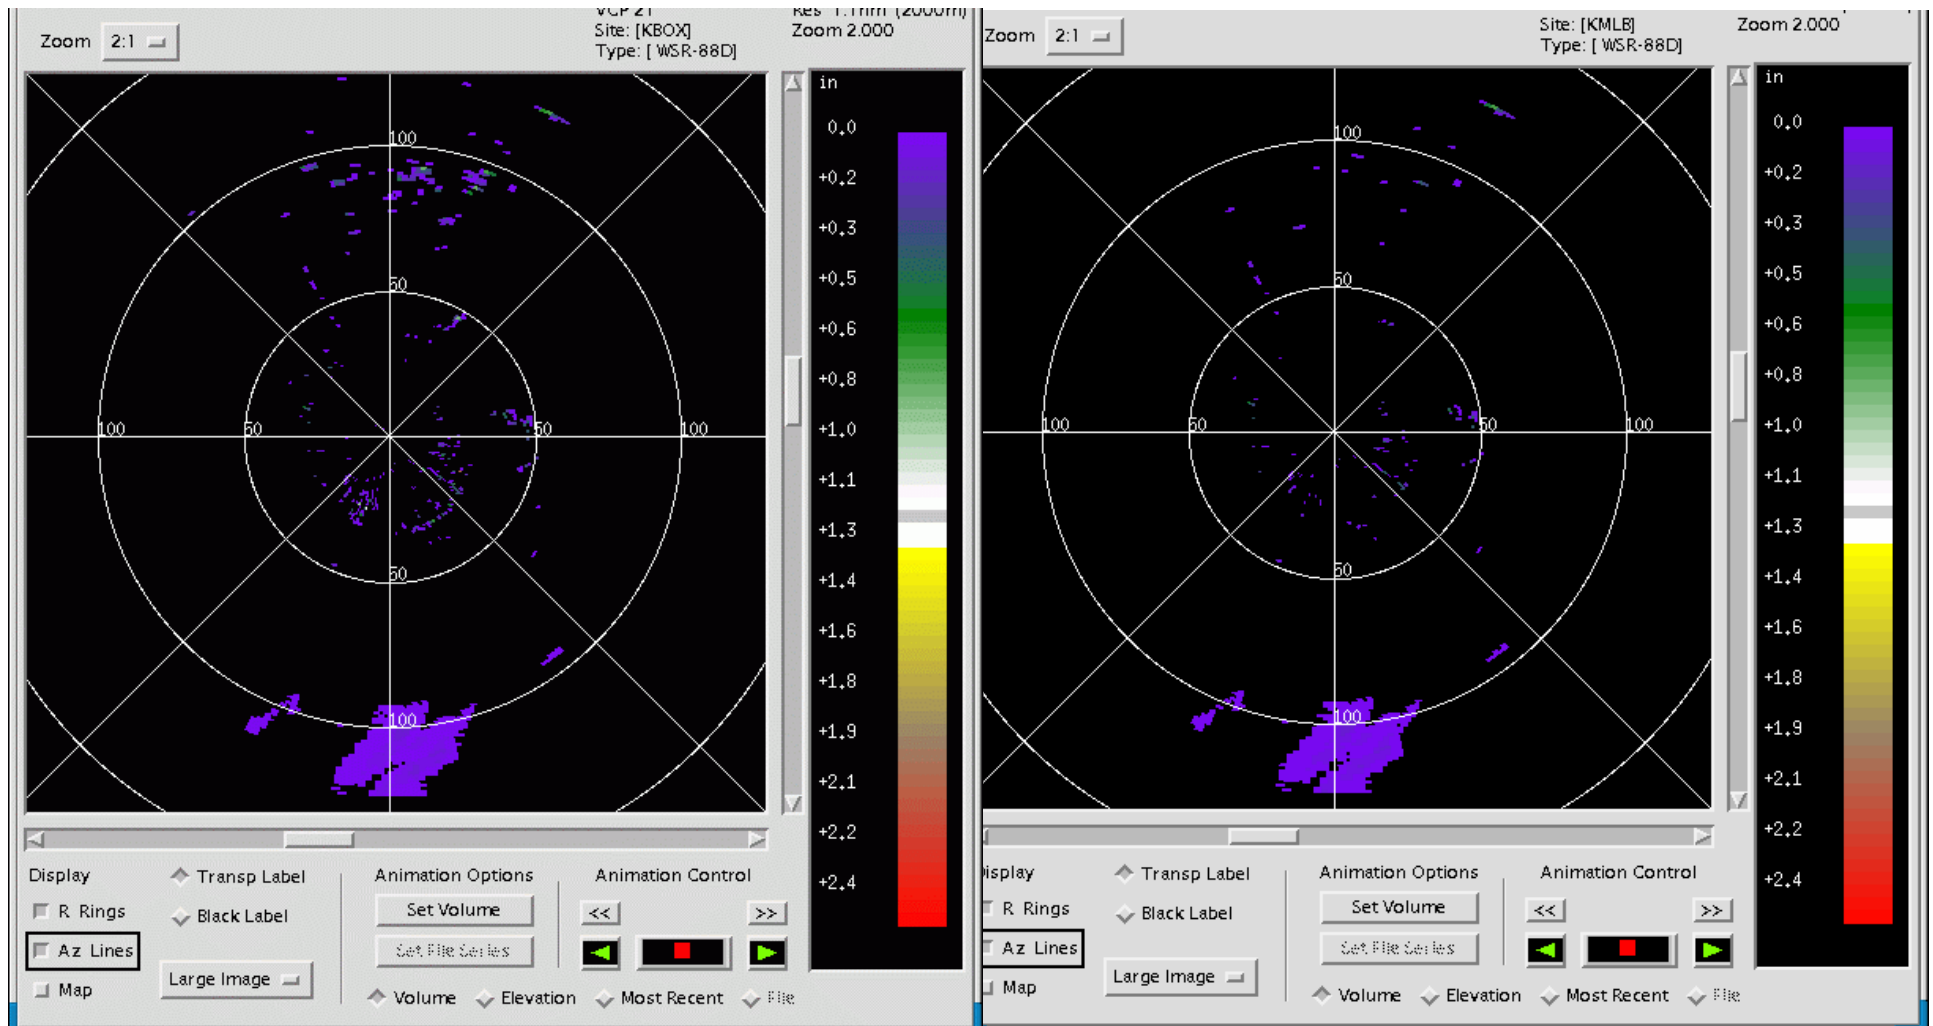 VCP 21
Res 1.1nm (2000m)
Site: [KBOX]
Zoom 2.000
Type: [ WSR-88D]
Zoom 2:1
in
0.0
+0.2
+0.3
+0.5
+0.6
+0.8
+1.0
+1.1
+1.3
+1.4
+1.6
+1.8
+1.9
+2.1
+2.2
+2.4
100
50
100
50
50
100
50
100
Display
Transp Label
Animation Options
Animation Control
R Rings
Black Label
Set Volume
<<
>>
Az Lines
Set File Series
Map
Large Image
Volume
Elevation
Most Recent
File
Site: [KMLB]
Zoom 2.000
Type: [ WSR-88D]
Zoom 2:1
in
0.0
+0.2
+0.3
+0.5
+0.6
+0.8
+1.0
+1.1
+1.3
+1.4
+1.6
+1.8
+1.9
+2.1
+2.2
+2.4
100
50
100
50
50
100
50
100
isplay
Transp Label
Animation Options
Animation Control
R Rings
Black Label
Set Volume
<<
>>
Az Lines
Set File Series
Map
Large Image
Volume
Elevation
Most Recent
File